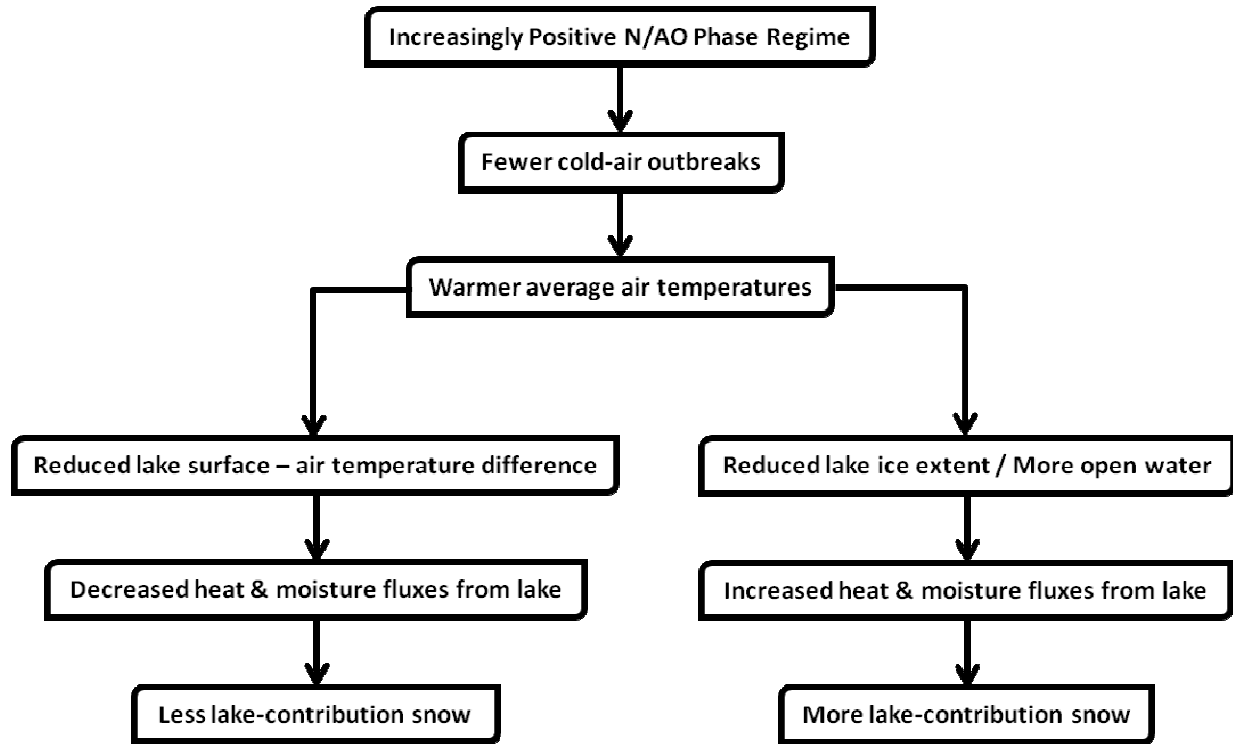 Increasingly Positive N/AO Phase Regime
Fewer cold-air outbreaks
Warmer average air temperatures
Reduced lake surface – air temperature difference
Reduced lake ice extent / More open water
Decreased heat & moisture fluxes from lake
Increased heat & moisture fluxes from lake
Less lake-contribution snow
More lake-contribution snow